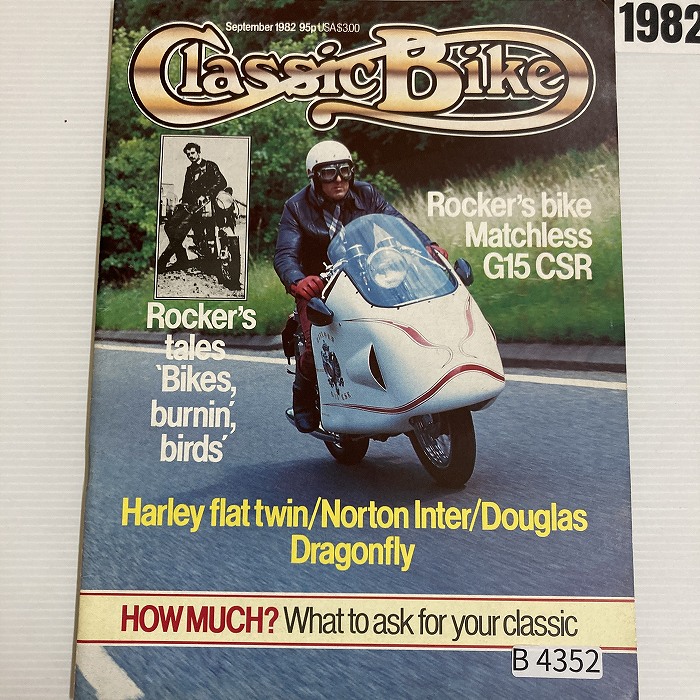 1982
September 1982 95p USA $3.00
Classic Bike
Rocker's bike
Matchless
G15 CSR
Rocker's
tales
'Bikes,
burnin',
birds'
Harley flat twin/Norton Inter/Douglas
Dragonfly
HOW MUCH? What to ask for your classic
B 4352